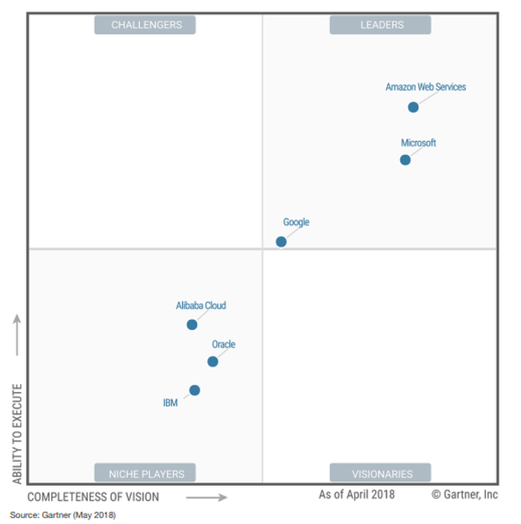 CHALLENGERS
LEADERS
Amazon Web Services
Microsoft
Google
Alibaba Cloud
Oracle
IBM
ABILITY TO EXECUTE
NICHE PLAYERS
VISIONARIES
COMPLETENESS OF VISION
As of April 2018
© Gartner, Inc
Source: Gartner (May 2018)